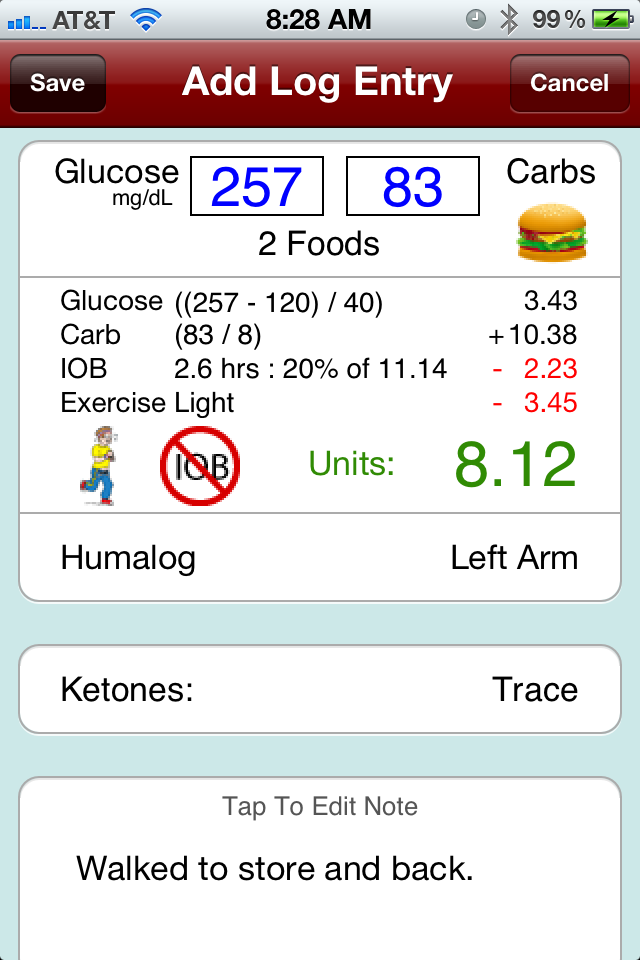 AT&T 8:28 AM 99%
Save Add Log Entry Cancel
Glucose 257 83 Carbs
mg/dL
2 Foods
Glucose ((257 - 120) / 40) 3.43
Carb (83 / 8) +10.38
IOB 2.6 hrs : 20% of 11.14 - 2.23
Exercise Light - 3.45
IOB Units: 8.12
Humalog Left Arm
Ketones: Trace
Tap To Edit Note
Walked to store and back.